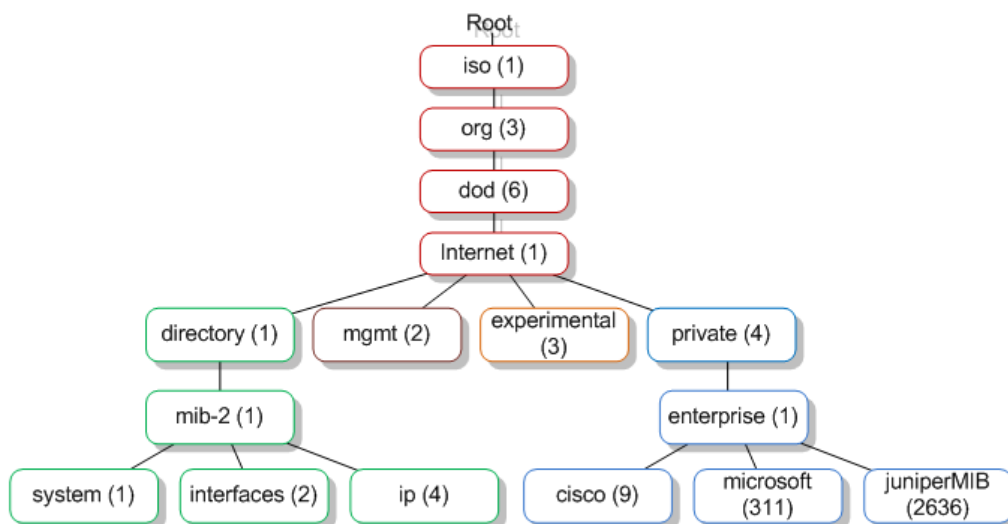 Root
iso (1)
org (3)
dod (6)
Internet (1)
directory (1)
mgmt (2)
experimental
(3)
private (4)
mib-2 (1)
enterprise (1)
system (1)
interfaces (2)
ip (4)
cisco (9)
microsoft
(311)
juniperMIB
(2636)